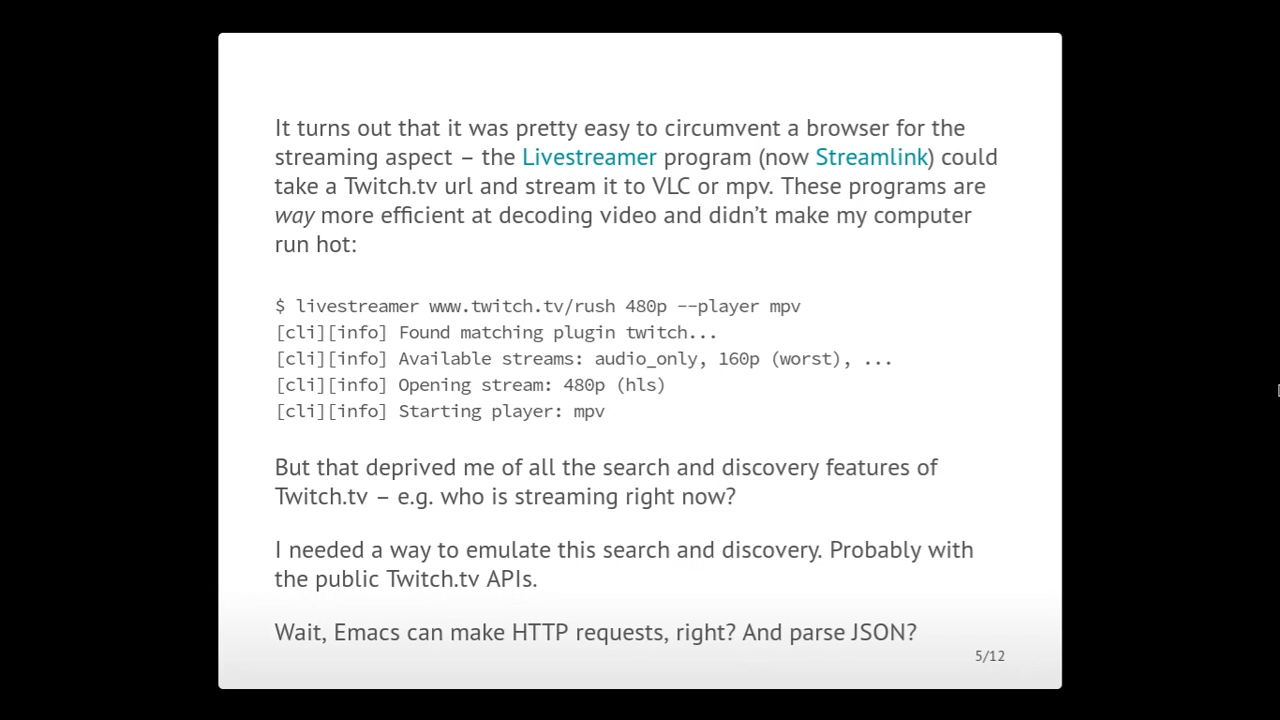 It turns out that it was pretty easy to circumvent a browser for the
streaming aspect – the Livestreamer program (now Streamlink) could
take a Twitch.tv url and stream it to VLC or mpv. These programs are
way more efficient at decoding video and didn't make my computer
run hot:
$ livestreamer www.twitch.tv/rush 480p --player mpv
[cli][info] Found matching plugin twitch...
[cli][info] Available streams: audio_only, 160p (worst), ...
[cli][info] Opening stream: 480p (hls)
[cli][info] Starting player: mpv
But that deprived me of all the search and discovery features of
Twitch.tv – e.g. who is streaming right now?
I needed a way to emulate this search and discovery. Probably with
the public Twitch.tv APIs.
Wait, Emacs can make HTTP requests, right? And parse JSON?
5/12